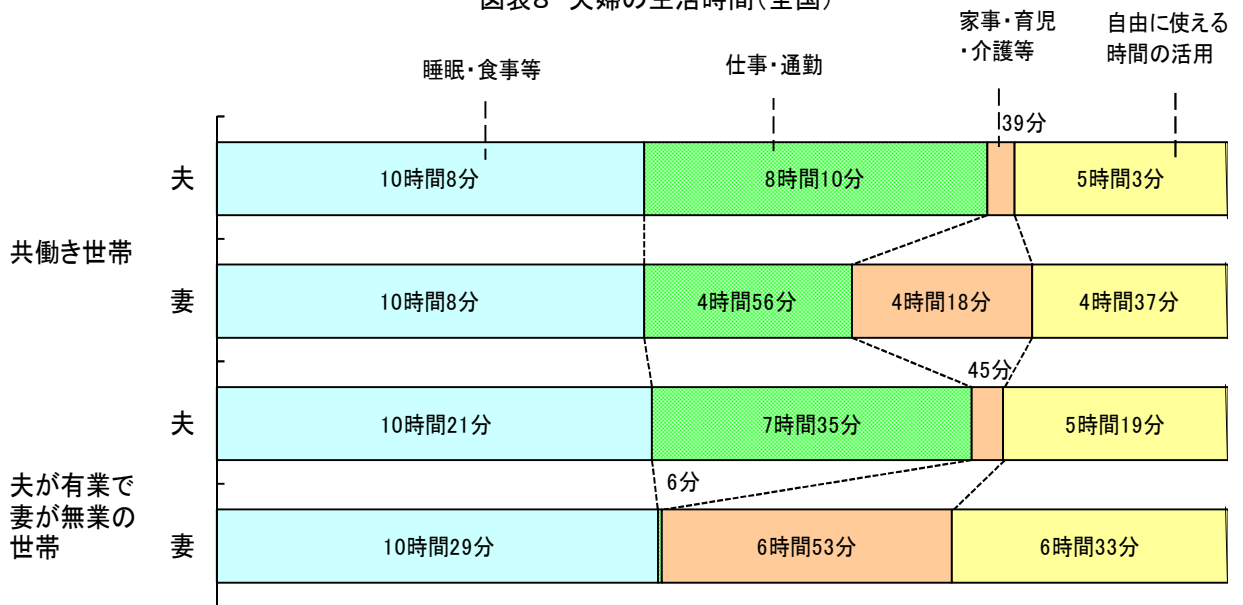 図表8 夫婦の生活時間(全国)
睡眠・食事等
仕事・通勤
家事・育児
・介護等
自由に使える
時間の活用
共働き世帯
夫
10時間8分
8時間10分
39分
5時間3分
妻
10時間8分
4時間56分
4時間18分
4時間37分
夫が有業で
妻が無業の
世帯
夫
10時間21分
7時間35分
45分
5時間19分
妻
10時間29分
6分
6時間53分
6時間33分